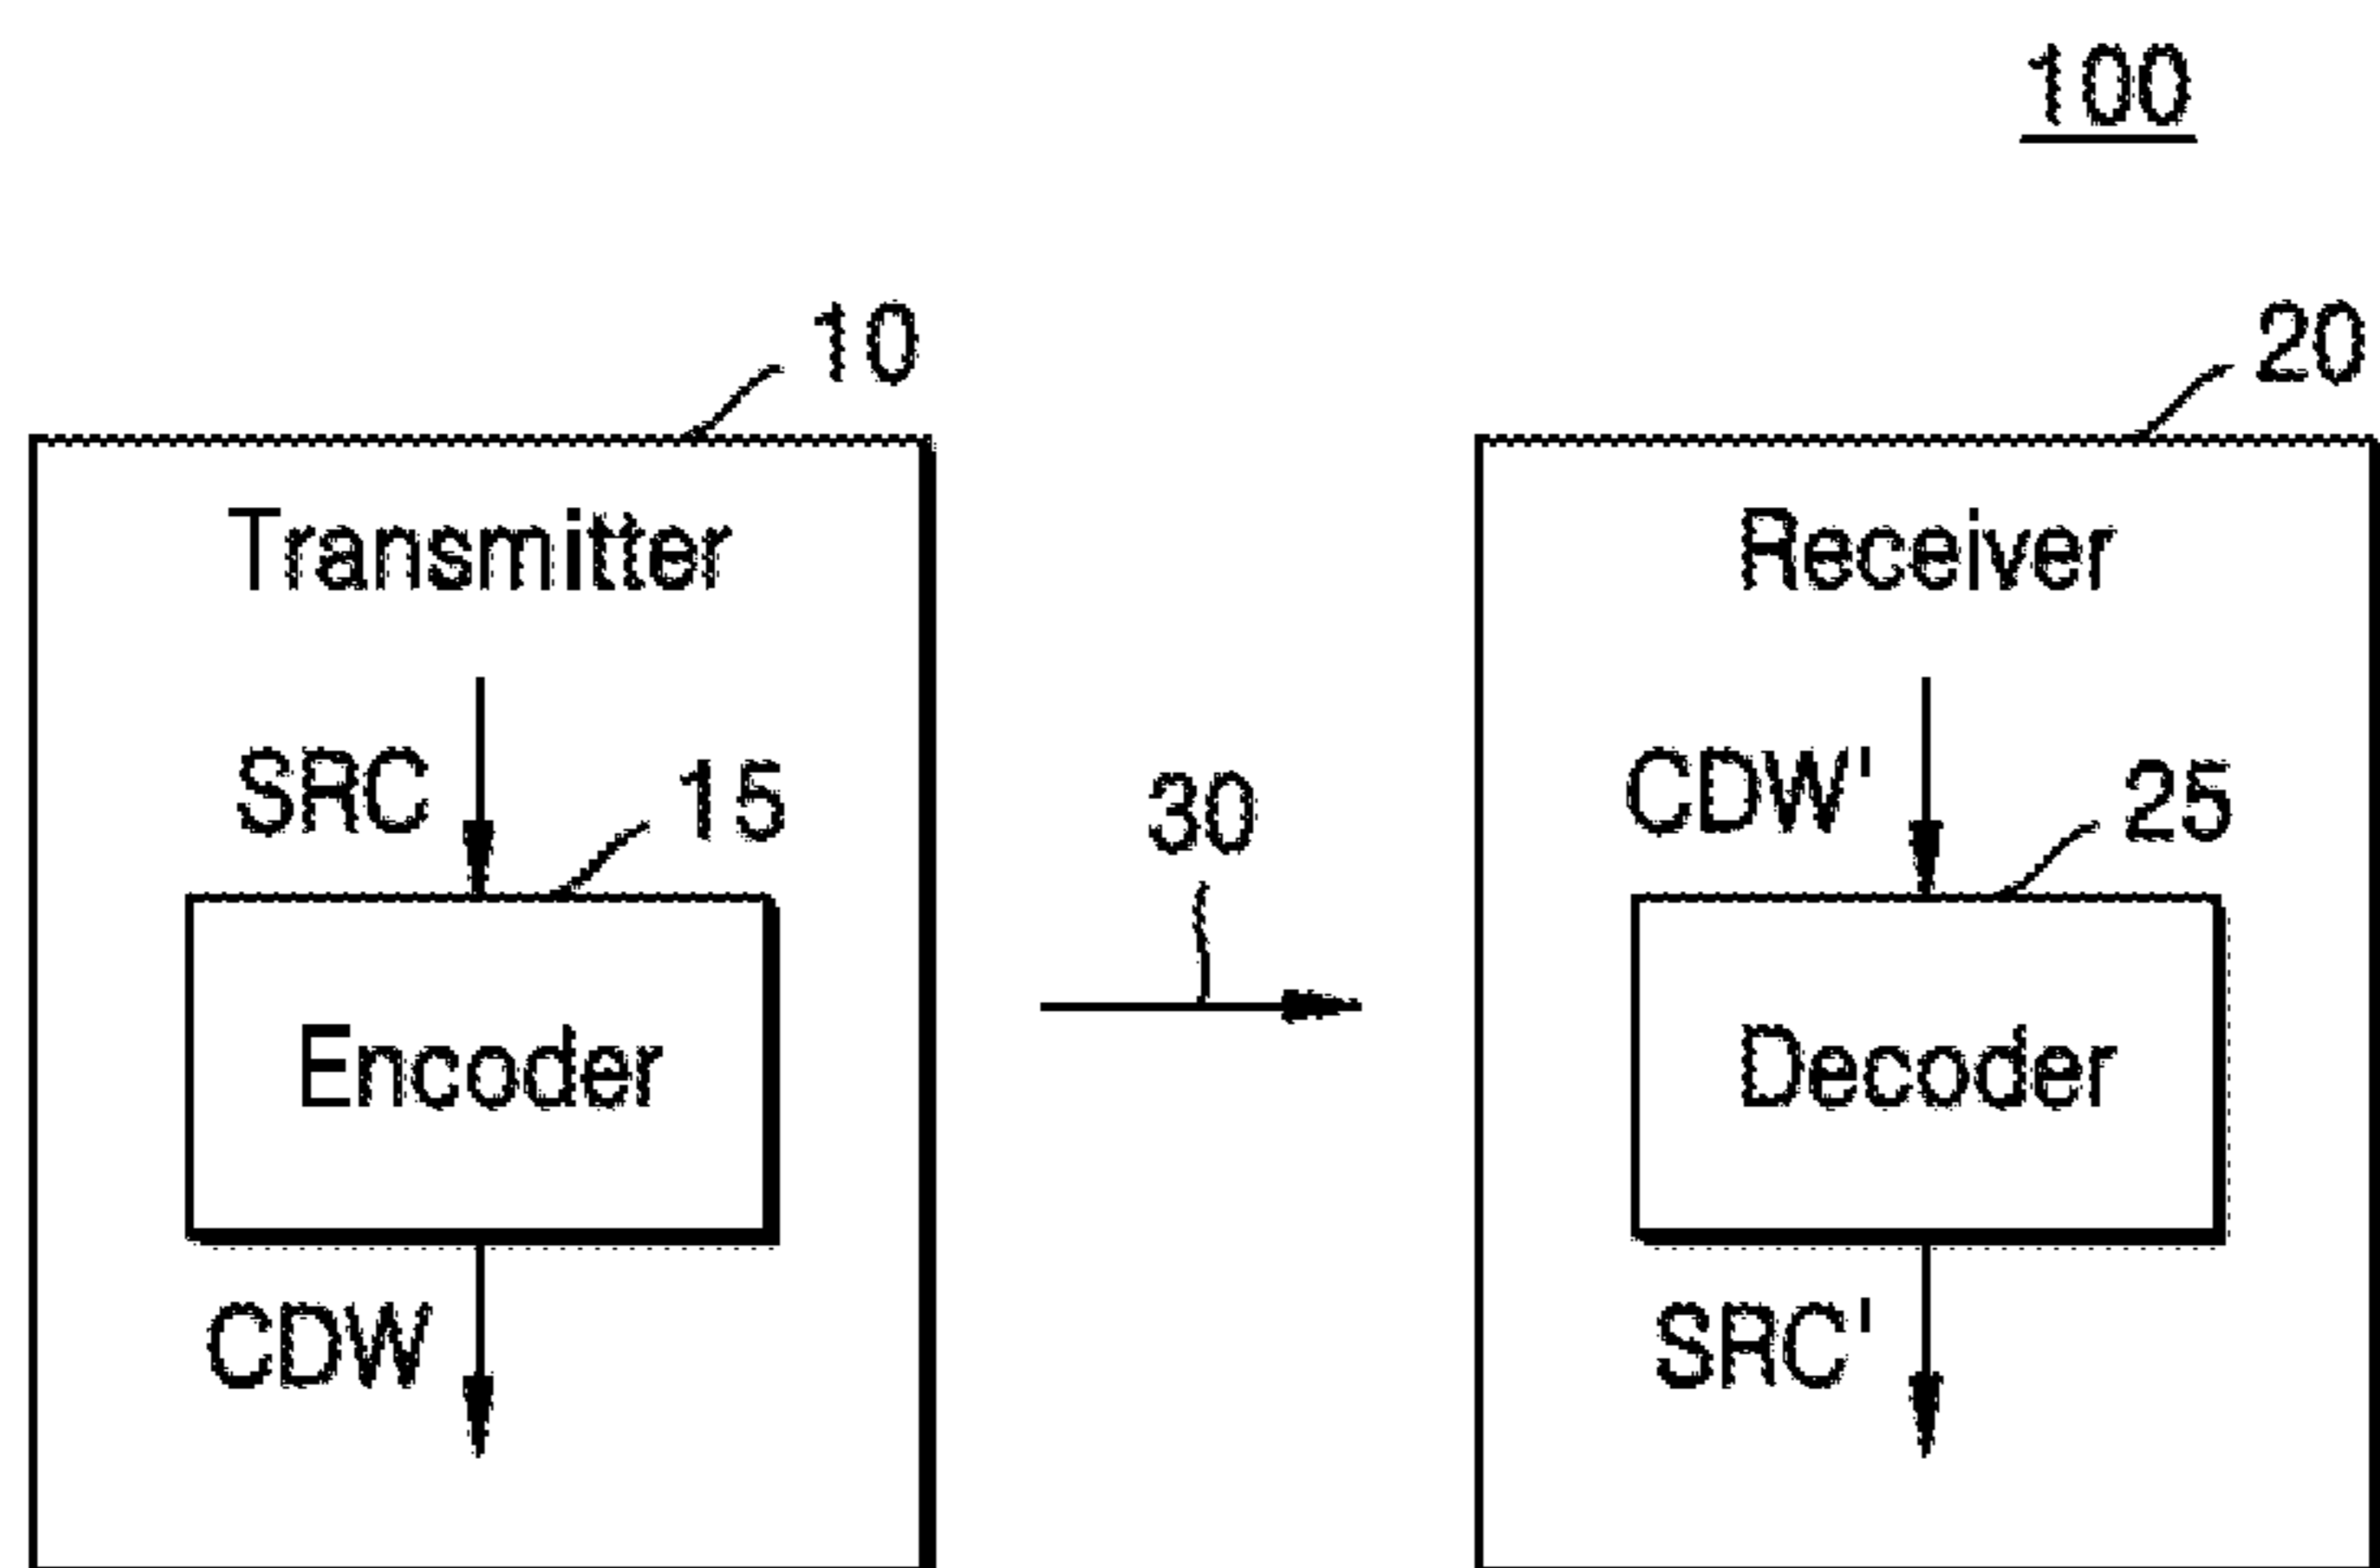 100
10
20
Transmitter
Receiver
SRC
15
30
CDW'
25
Encoder
Decoder
CDW
SRC'